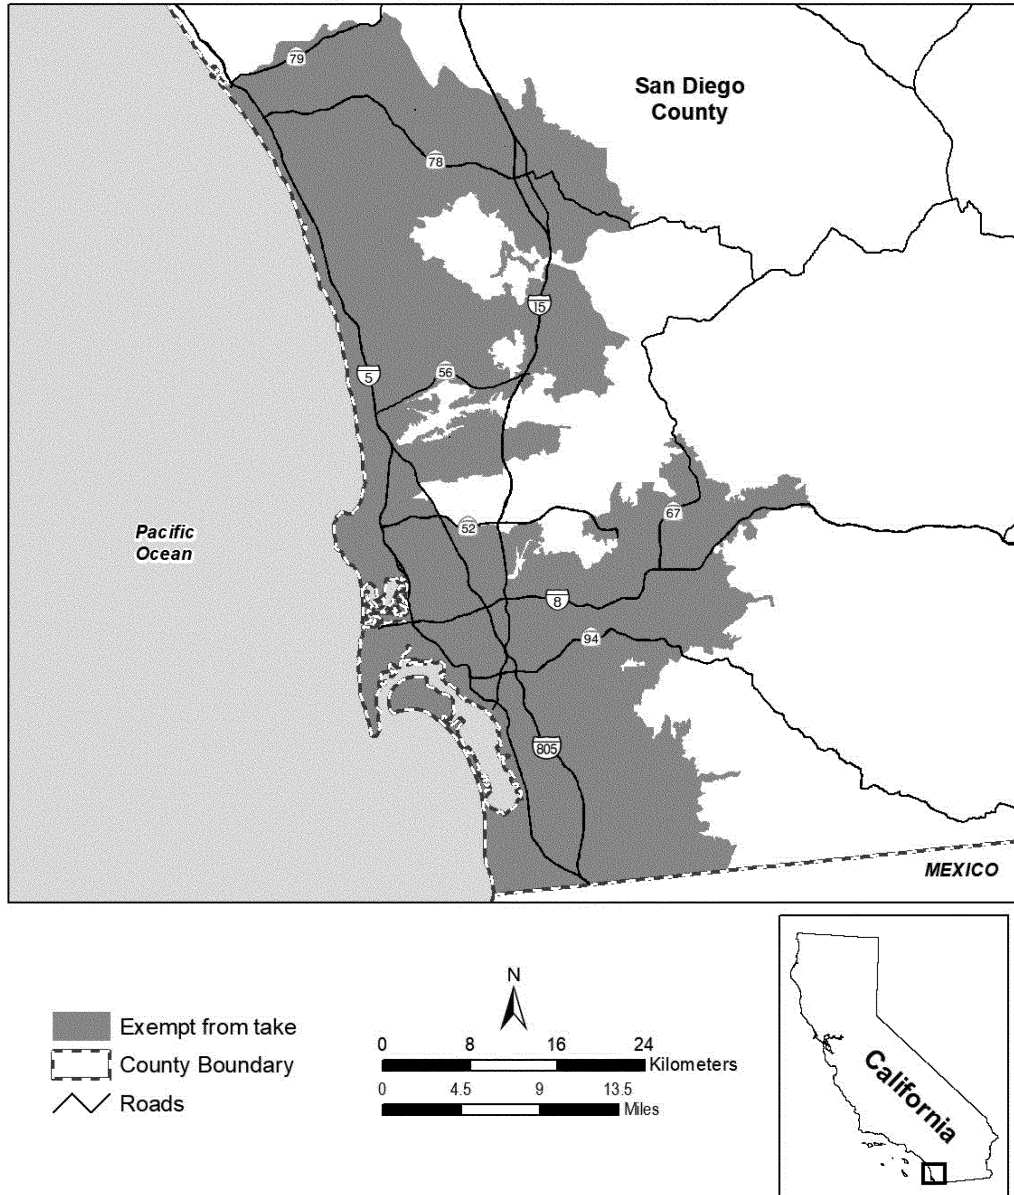 79
San Diego
County
78
15
56
5
67
52
Pacific
Ocean
8
94
805
MEXICO
N
Exempt from take
County Boundary
Roads
0 8 16 24
Kilometers
0 4.5 9 13.5
Miles
California